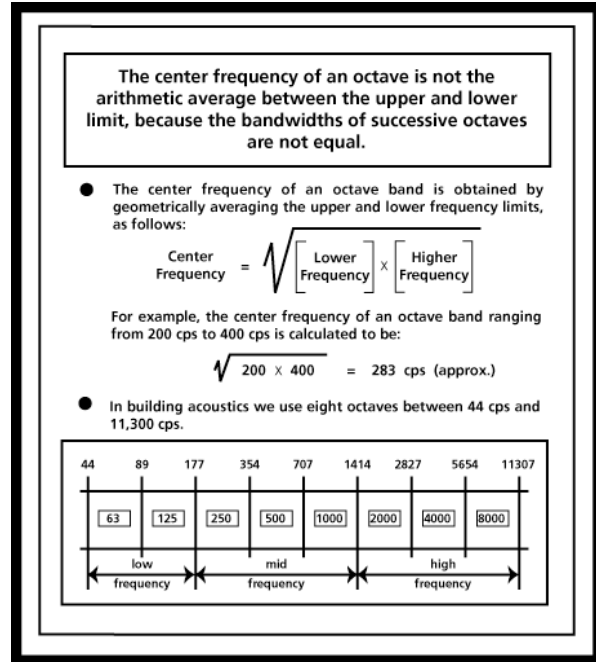 The center frequency of an octave is not the
arithmetic average between the upper and lower
limit, because the bandwidths of successive octaves
are not equal.
● The center frequency of an octave band is obtained by
geometrically averaging the upper and lower frequency limits,
as follows:
Center Frequency = √ [Lower Frequency] × [Higher Frequency]
For example, the center frequency of an octave band ranging
from 200 cps to 400 cps is calculated to be:
√ 200 × 400 = 283 cps (approx.)
● In building acoustics we use eight octaves between 44 cps and
11,300 cps.
44 89 177 354 707 1414 2827 5654 11307
63 125 250 500 1000 2000 4000 8000
low mid high
frequency frequency frequency